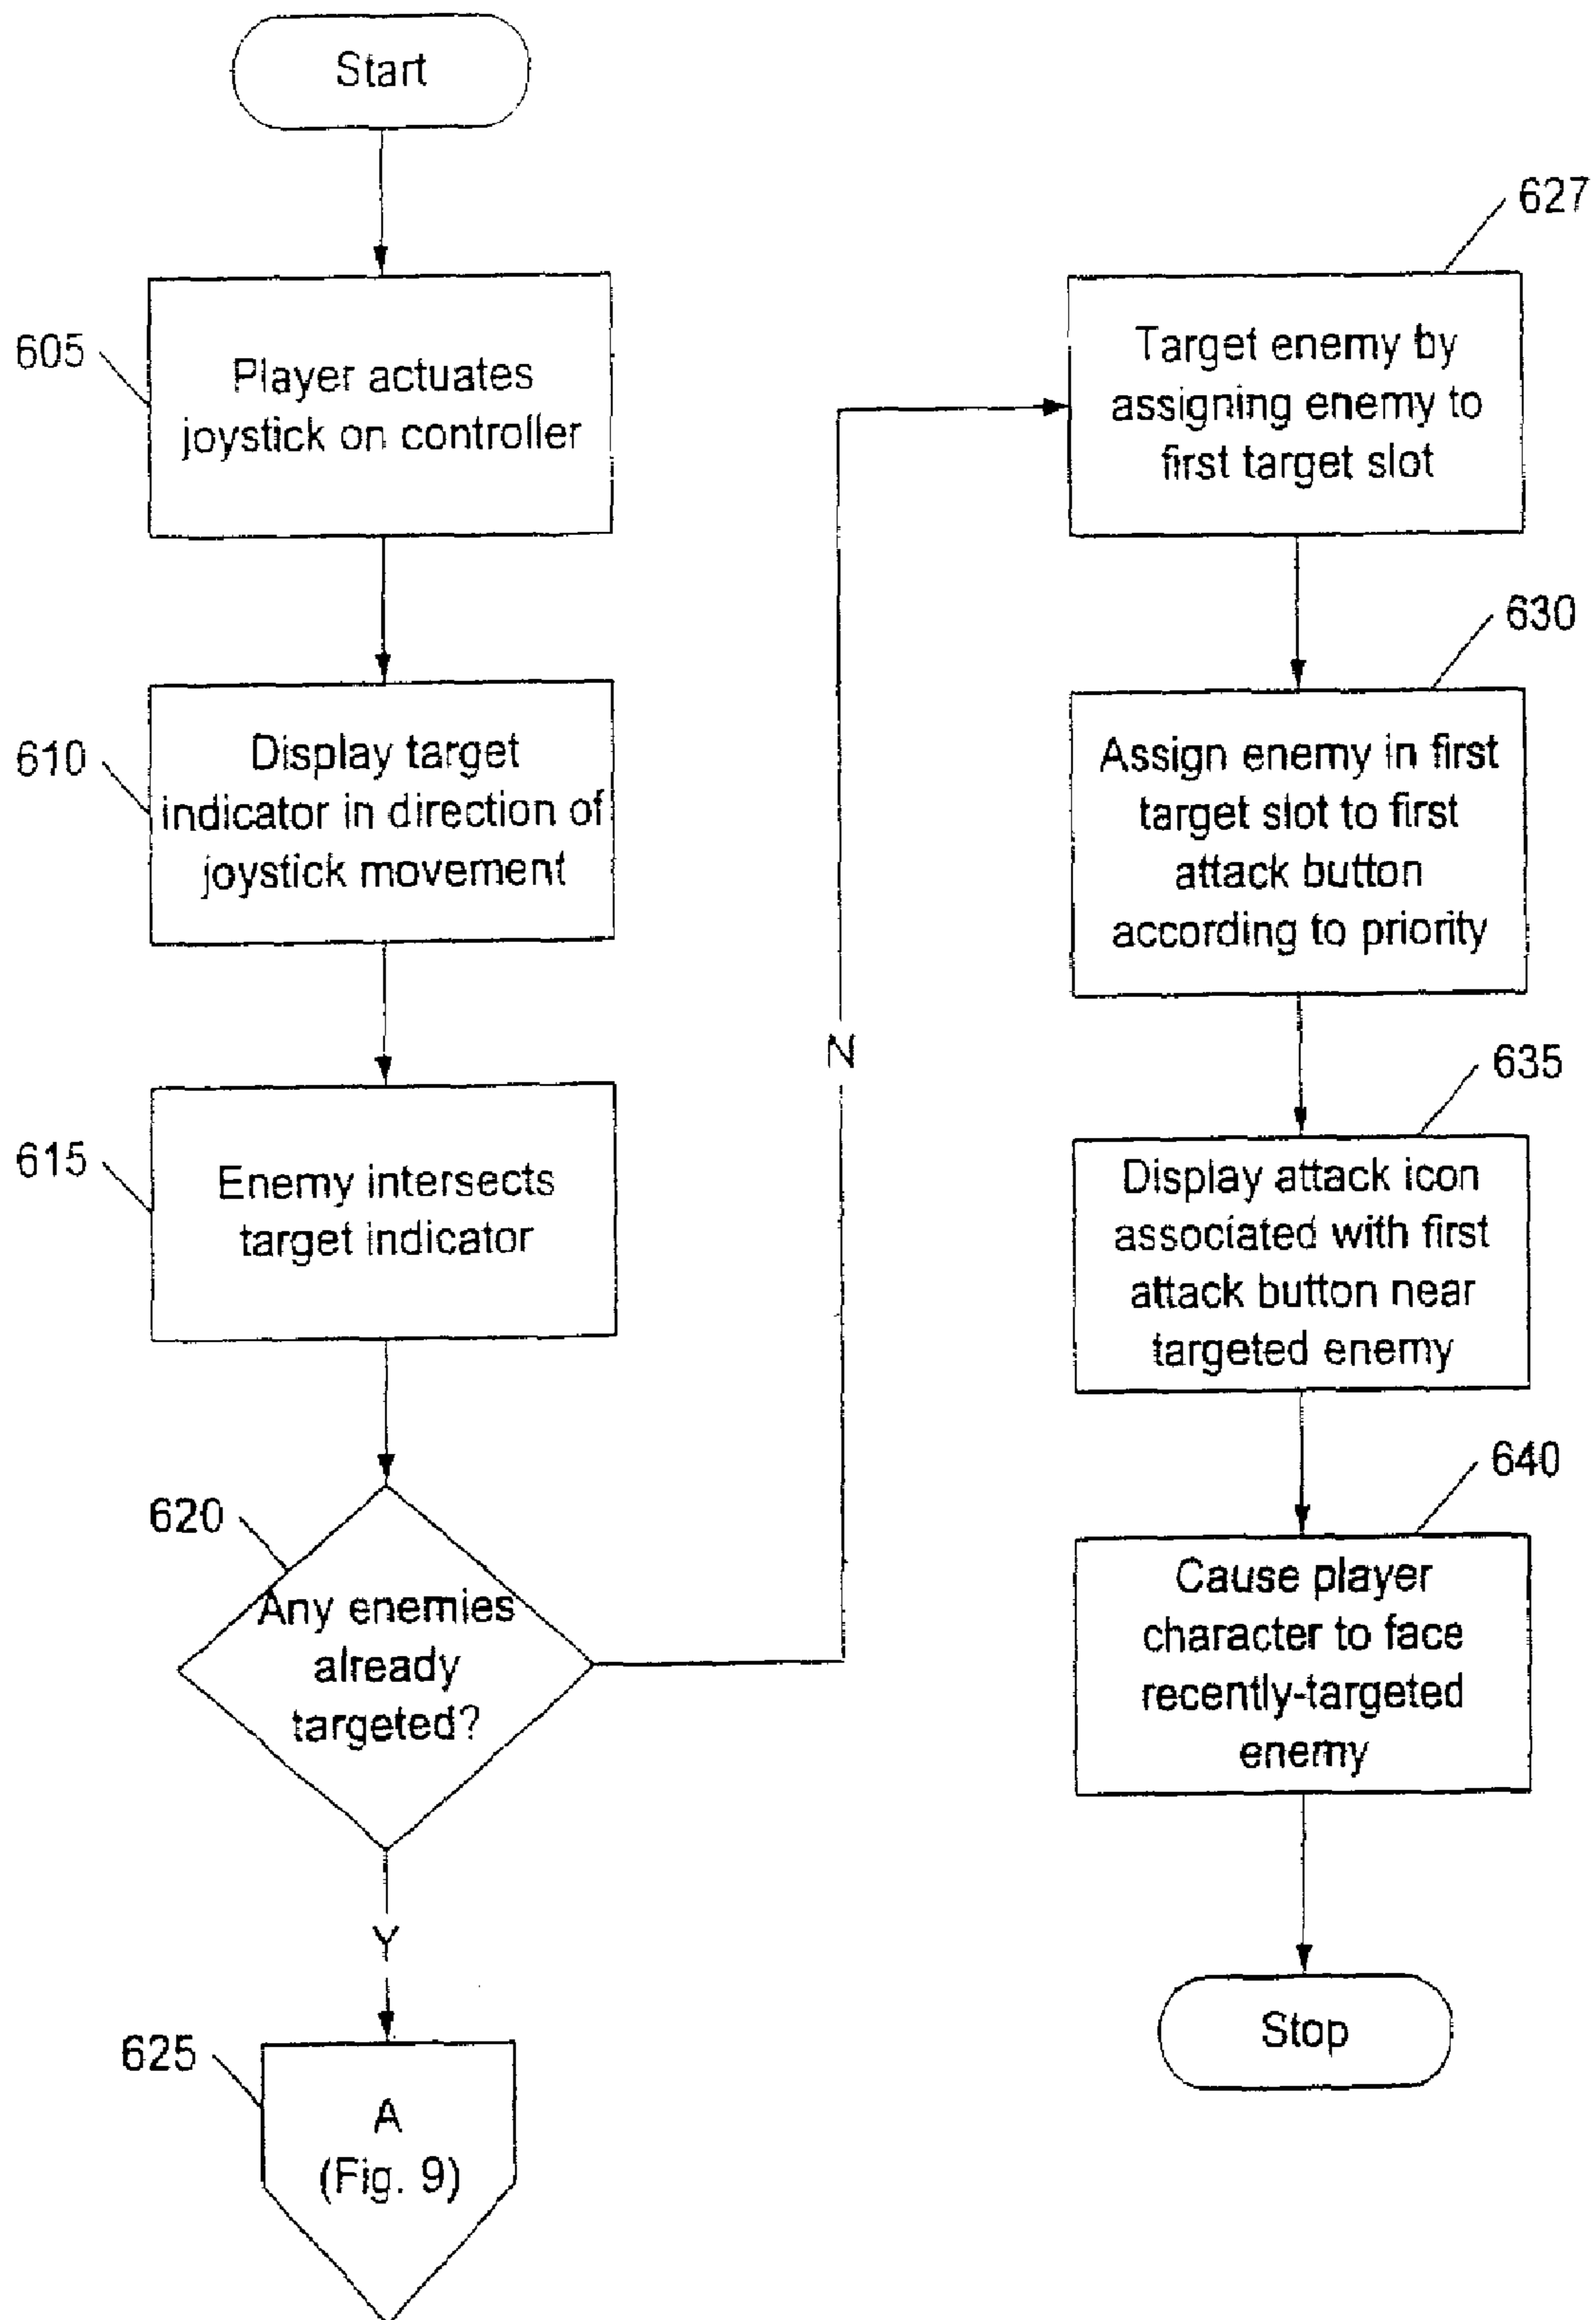 Start
605
Player actuates
joystick on controller
610
Display target
indicator in direction of
joystick movement
615
Enemy intersects
target indicator
620
Any enemies
already
targeted?
Y
625
A
(Fig. 9)
N
627
Target enemy by
assigning enemy to
first target slot
630
Assign enemy in first
target slot to first
attack button
according to priority
635
Display attack icon
associated with first
attack button near
targeted enemy
640
Cause player
character to face
recently-targeted
enemy
Stop